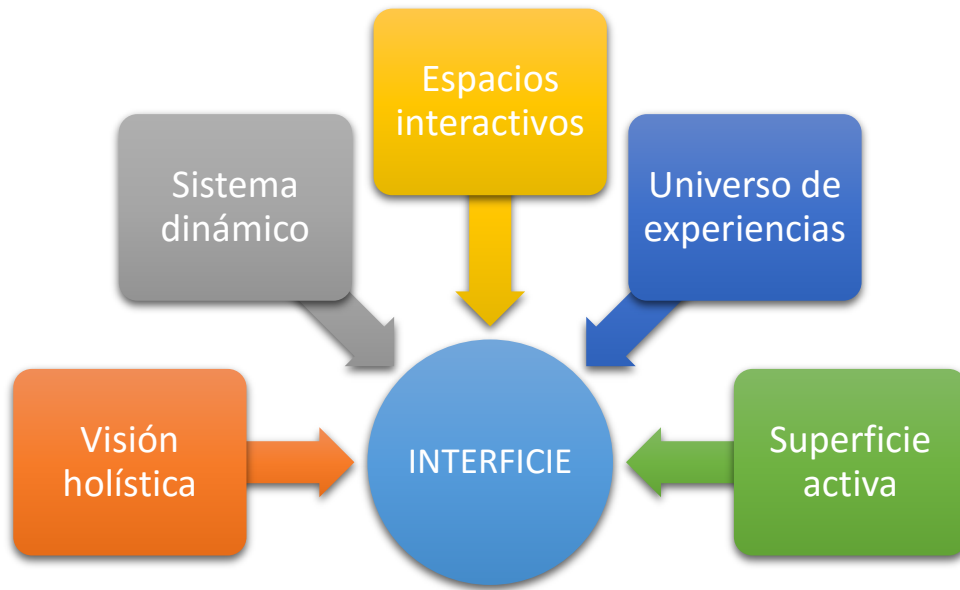 Espacios
interactivos
Sistema
dinámico
Universo de
experiencias
Visión
holística
INTERFICIE
Superficie
activa